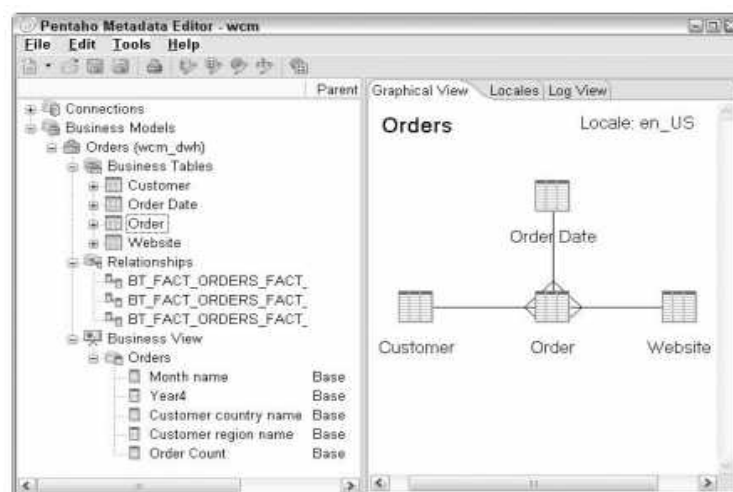 Pentaho Metadata Editor - wcm
File Edit Tools Help
Parent
Connections
Business Models
Orders (wcm_dwh)
Business Tables
Customer
Order Date
Order
Website
Relationships
BT_FACT_ORDERS_FACT_
BT_FACT_ORDERS_FACT_
BT_FACT_ORDERS_FACT_
Business View
Orders
Month name Base
Year4 Base
Customer country name Base
Customer region name Base
Order Count Base
Graphical View Locales Log View
Orders Locale: en_US
Order Date
Customer Order Website